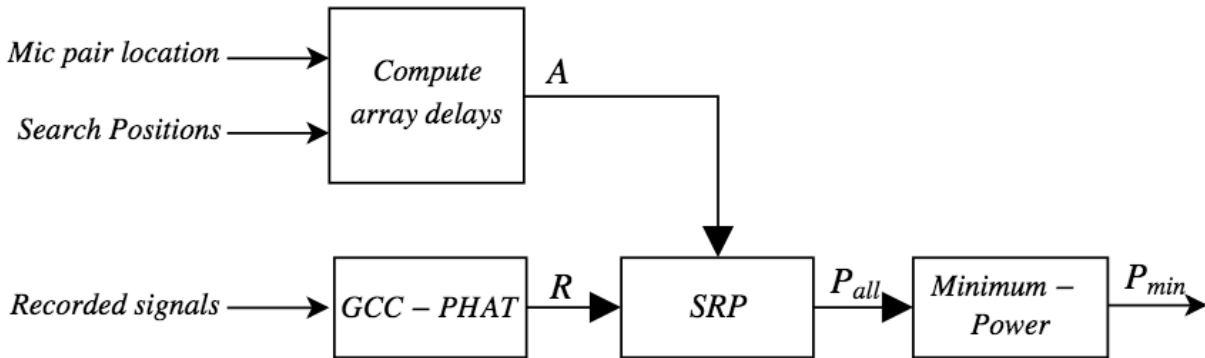 Mic pair location
Search Positions
Compute
array delays
A
Recorded signals
GCC – PHAT
R
SRP
P_all
Minimum –
Power
P_min